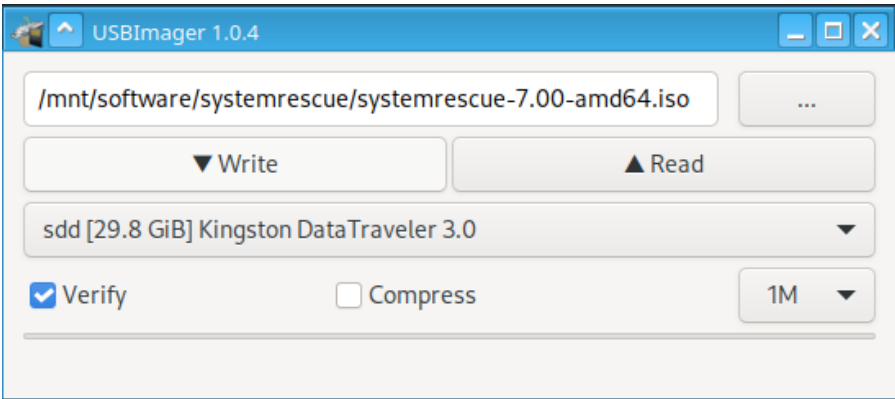 USBImager 1.0.4
/mnt/software/systemrescue/systemrescue-7.00-amd64.iso ...
▼ Write ▲ Read
sdd [29.8 GiB] Kingston DataTraveler 3.0
Verify Compress 1M